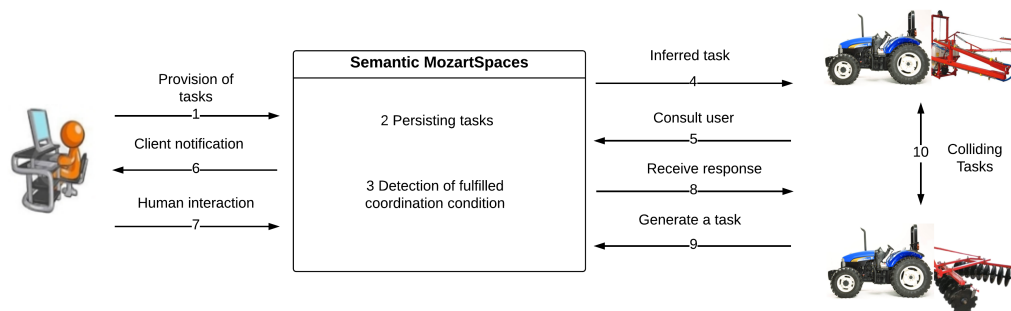 Semantic MozartSpaces
Provision of
tasks
1
Client notification
6
Human interaction
7
2 Persisting tasks
3 Detection of fulfilled
coordination condition
Inferred task
4
Consult user
5
Receive response
8
Generate a task
9
10
Colliding
Tasks